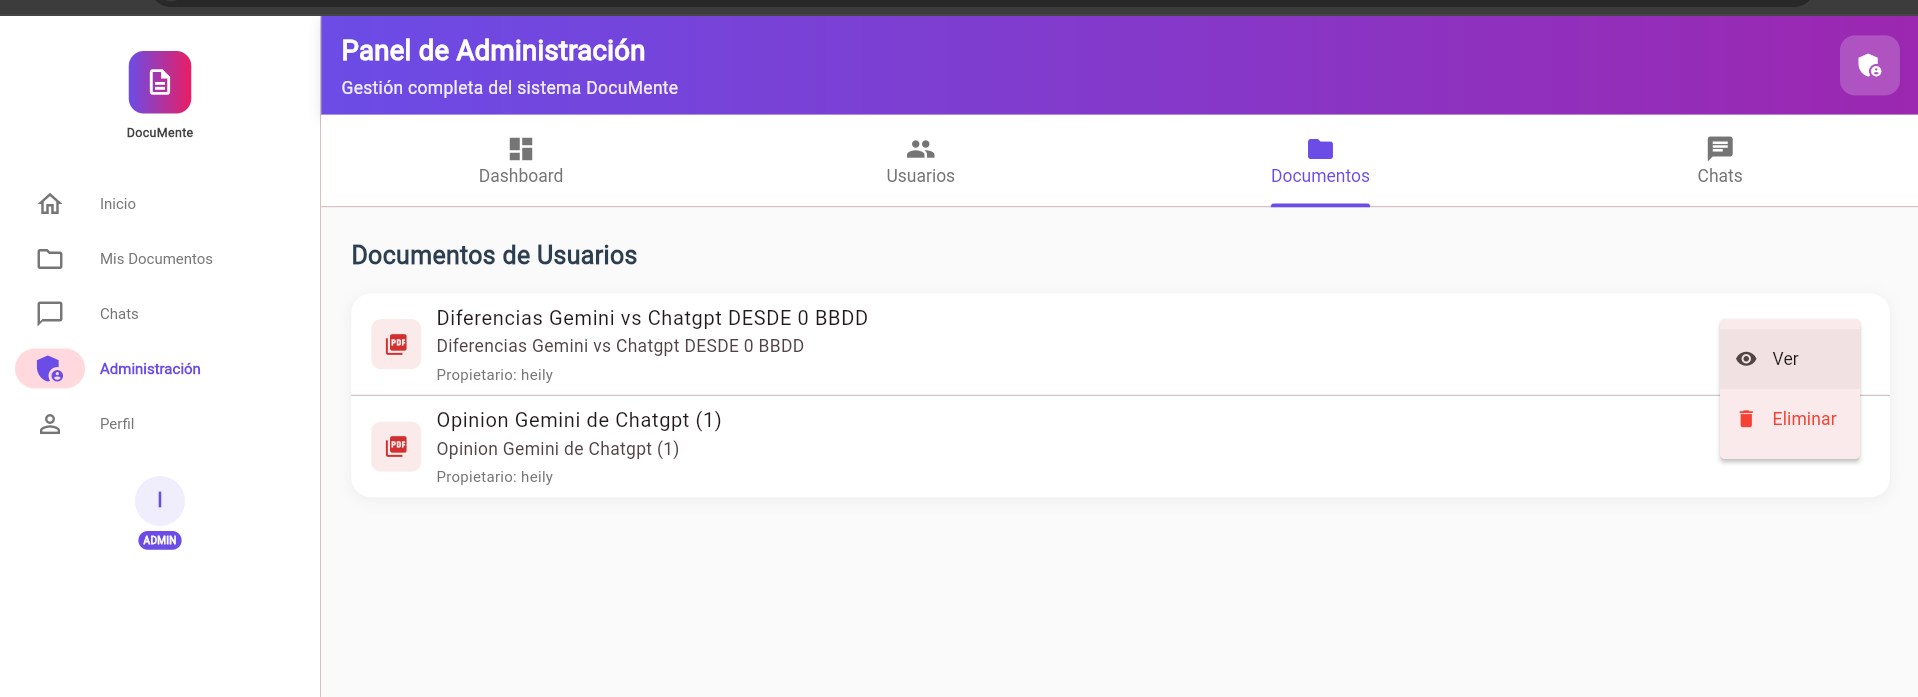 Panel de Administración
Gestión completa del sistema DocuMente
DocuMente
Inicio
Mis Documentos
Chats
Administración
Perfil
I
ADMIN
Dashboard
Usuarios
Documentos
Chats
Documentos de Usuarios
PDF
Diferencias Gemini vs Chatgpt DESDE 0 BBDD
Diferencias Gemini vs Chatgpt DESDE 0 BBDD
Propietario: heily
PDF
Opinion Gemini de Chatgpt (1)
Opinion Gemini de Chatgpt (1)
Propietario: heily
Ver
Eliminar